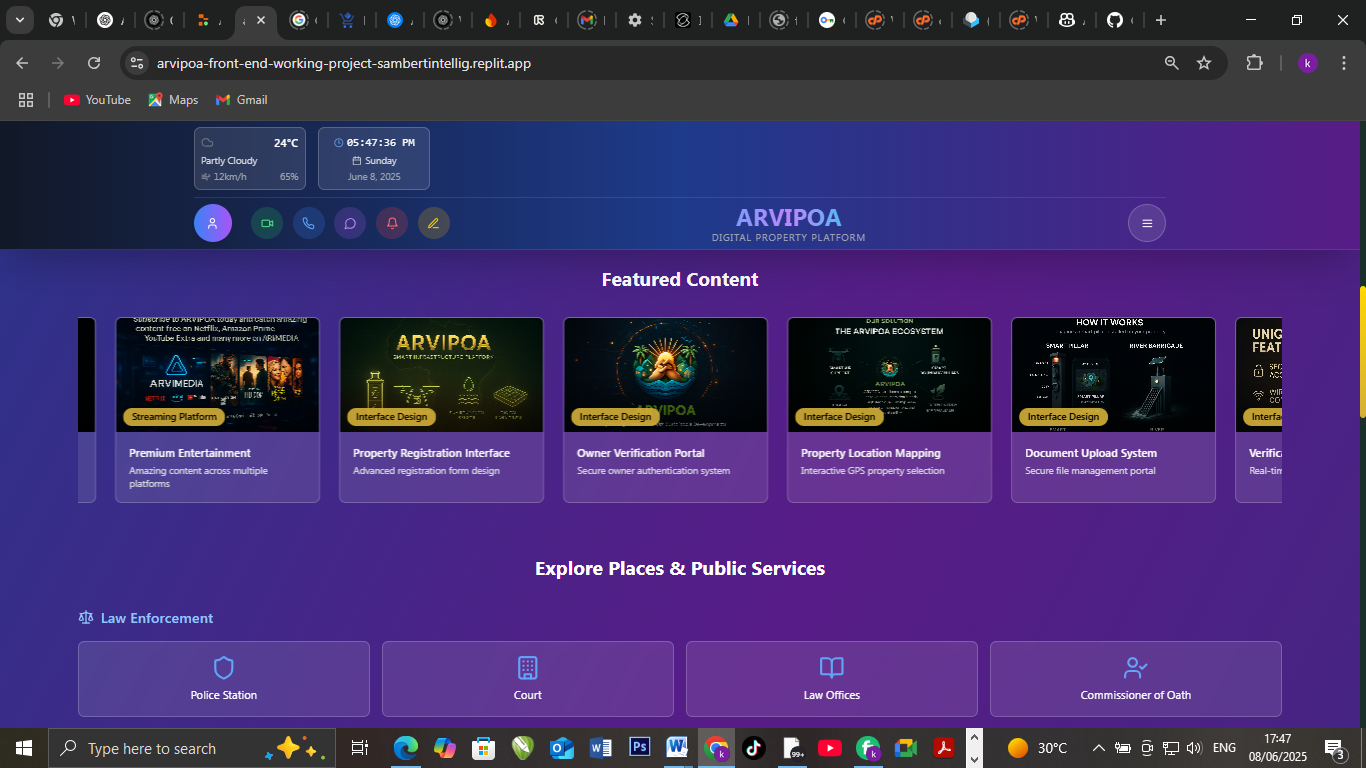 arvipoa-front-end-working-project-sambertintellig.replit.app
YouTube
Maps
Gmail
24°C
Partly Cloudy
12km/h
65%
05:47:36 PM
Sunday
June 8, 2025
ARVIPOA
DIGITAL PROPERTY PLATFORM
Featured Content
Subscribe to ARVIPOA today and catch amazing
content free on Netflix, Amazon Prime
YouTube Extra and many more on ARIMEDIA
ARVIMEDIA
NETFLIX
Streaming Platform
Premium Entertainment
Amazing content across multiple
platforms
ARVIPOA
SMART INFRASTRUCTURE PLATFORM
Interface Design
Property Registration Interface
Advanced registration form design
ARVIPOA
Interface Design
Owner Verification Portal
Secure owner authentication system
OUR SOLUTION
THE ARVIPOA ECOSYSTEM
ARVIPOA
Interface Design
Property Location Mapping
Interactive GPS property selection
HOW IT WORKS
SMART PILLAR
RIVER BARRICADE
Interface Design
Document Upload System
Secure file management portal
UNIQ
FEAT
Interfa
Verific
Real-tim
Explore Places & Public Services
Law Enforcement
Police Station
Court
Law Offices
Commissioner of Oath
Type here to search
99+
30°C
ENG
17:47
08/06/2025
3